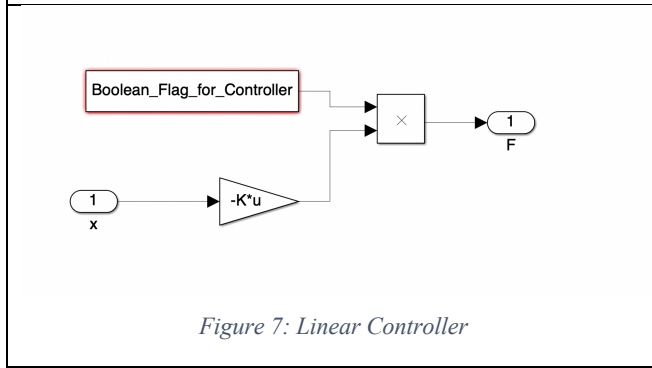 Boolean_Flag_for_Controller
×
1
F
1
x
-K*u
Figure 7: Linear Controller